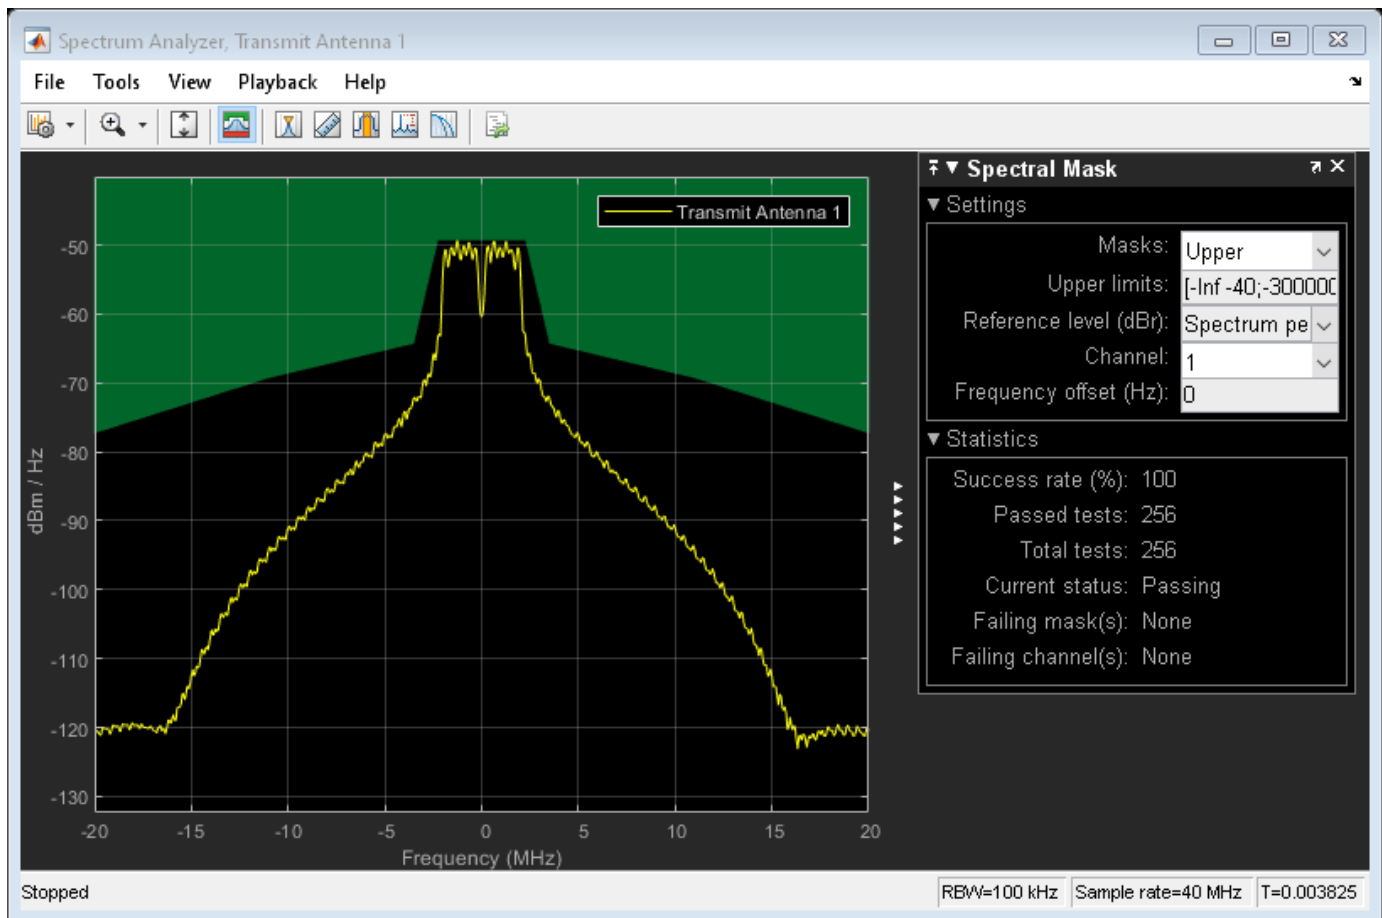 Spectrum Analyzer, Transmit Antenna 1
File Tools View Playback Help
Transmit Antenna 1
-50
-60
-70
-80
-90
-100
-110
-120
-130
dBm / Hz
-20 -15 -10 -5 0 5 10 15 20
Frequency (MHz)
Spectral Mask
Settings
Masks: Upper
Upper limits: [-Inf -40;-300000
Reference level (dBr): Spectrum pe
Channel: 1
Frequency offset (Hz): 0
Statistics
Success rate (%): 100
Passed tests: 256
Total tests: 256
Current status: Passing
Failing mask(s): None
Failing channel(s): None
Stopped
RBW=100 kHz Sample rate=40 MHz T=0.003825